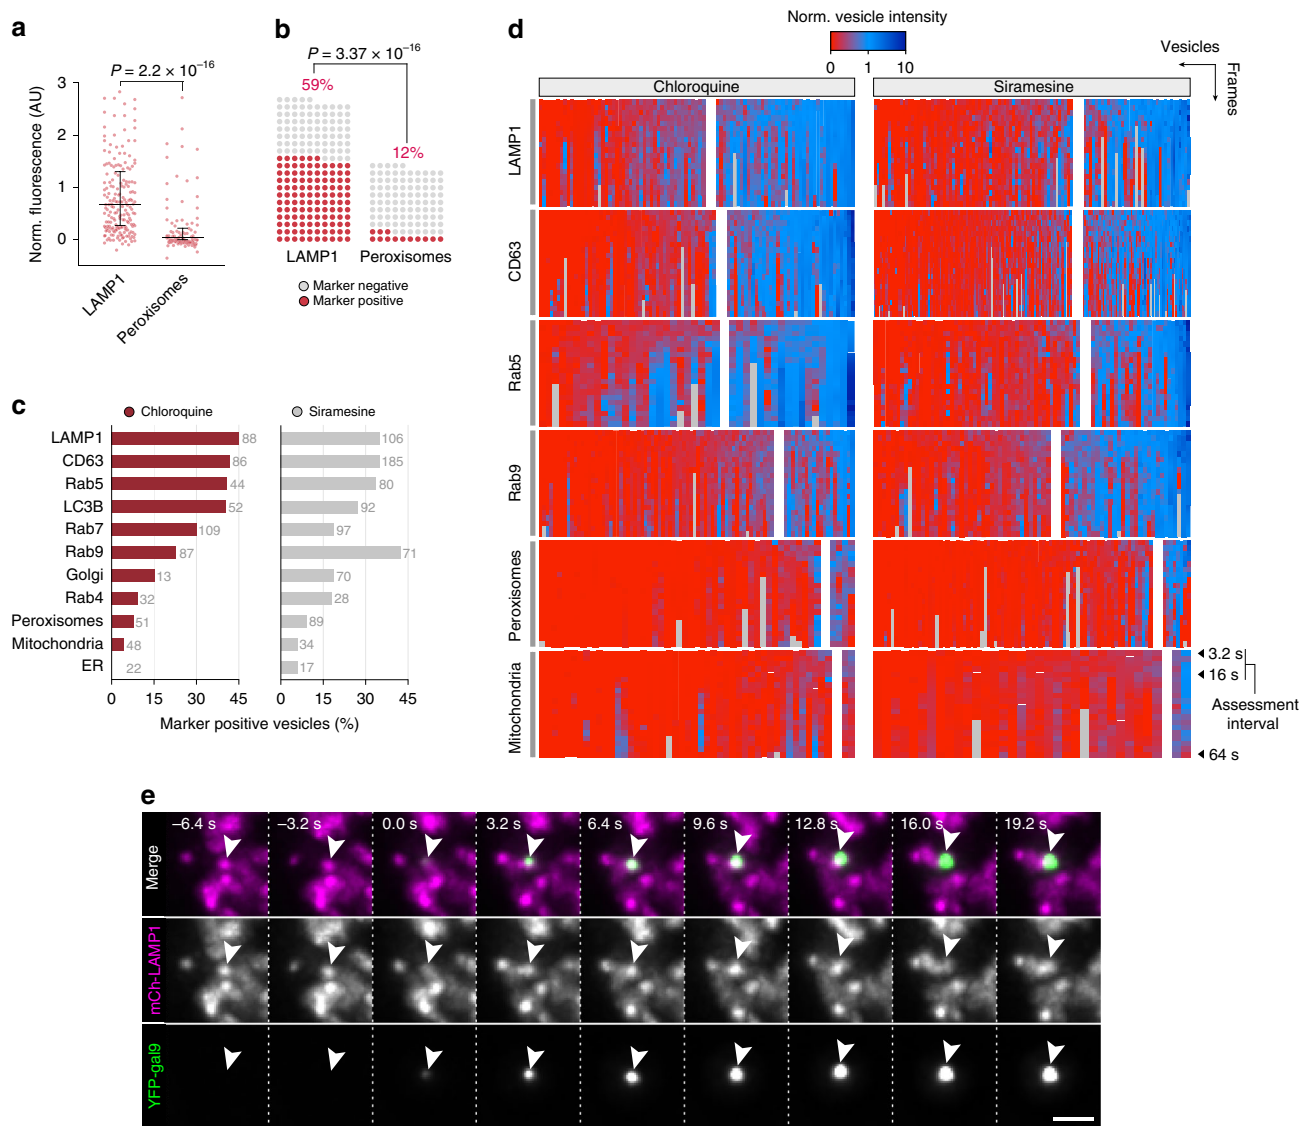 a
Norm. fluorescence (AU)
3
2
1
0
P = 2.2 × 10⁻¹⁶
LAMP1
Peroxisomes
b
P = 3.37 × 10⁻¹⁶
59%
12%
LAMP1
Peroxisomes
Marker negative
Marker positive
c
Chloroquine
Siramesine
LAMP1 88 106
CD63 86 185
Rab5 44 80
LC3B 52 92
Rab7 109 97
Rab9 87 71
Golgi 13 70
Rab4 32 28
Peroxisomes 51 89
Mitochondria 48 34
ER 22 17
0 15 30 45 0 15 30 45
Marker positive vesicles (%)
d
Norm. vesicle intensity
0 1 10
Vesicles
Frames
Chloroquine
Siramesine
LAMP1
CD63
Rab5
Rab9
Peroxisomes
Mitochondria
3.2 s
16 s
Assessment
interval
64 s
e
–6.4 s –3.2 s 0.0 s 3.2 s 6.4 s 9.6 s 12.8 s 16.0 s 19.2 s
Merge
mCh-LAMP1
YFP-gal9